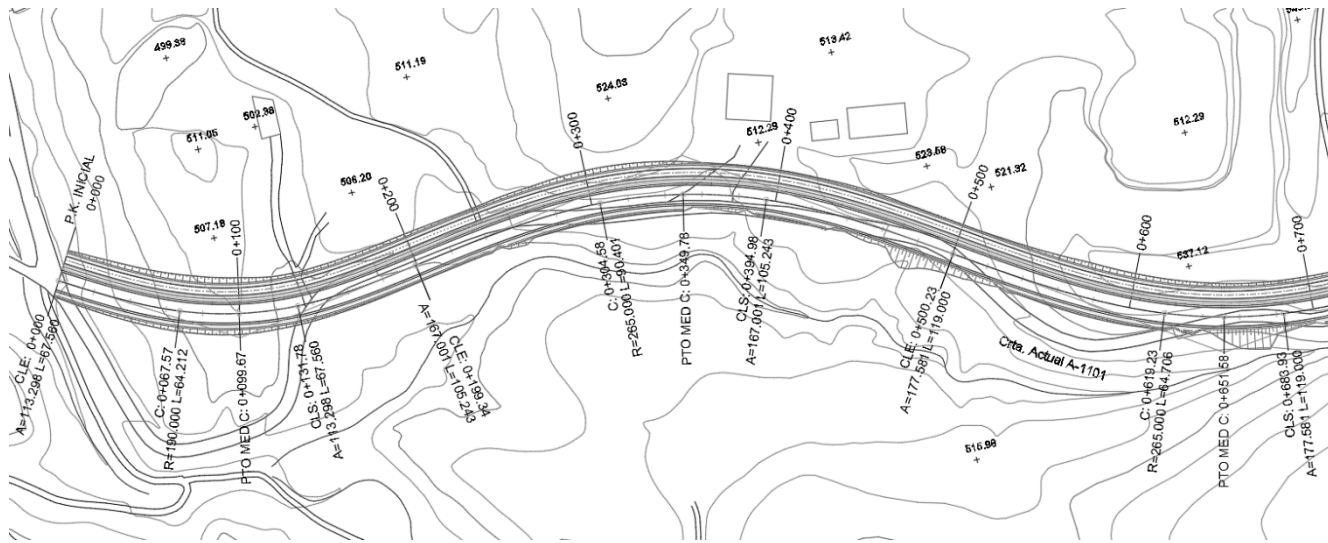 499.38
511.19
524.03
513.42
502.38
511.05
506.20
507.18
P.K. INICIAL
0+000
0+100
0+200
0+300
512.29
0+400
523.58
521.32
0+500
512.29
537.12
0+600
0+700
CLE: 0+000
A=113.298 L=67.560
C: 0+067.57
R=190.000 L=64.212
PTO MED C: 0+099.67
CLS: 0+131.78
A=113.298 L=67.560
CLE: 0+199.34
A=167.001 L=105.243
C: 0+304.58
R=265.000 L=90.401
PTO MED C: 0+349.78
CLS: 0+394.98
A=167.001 L=105.243
CLE: 0+500.23
A=177.581 L=119.000
Crta. Actual A-1101
C: 0+619.23
R=265.000 L=64.706
PTO MED C: 0+651.58
CLS: 0+683.93
A=177.581 L=119.000
515.98